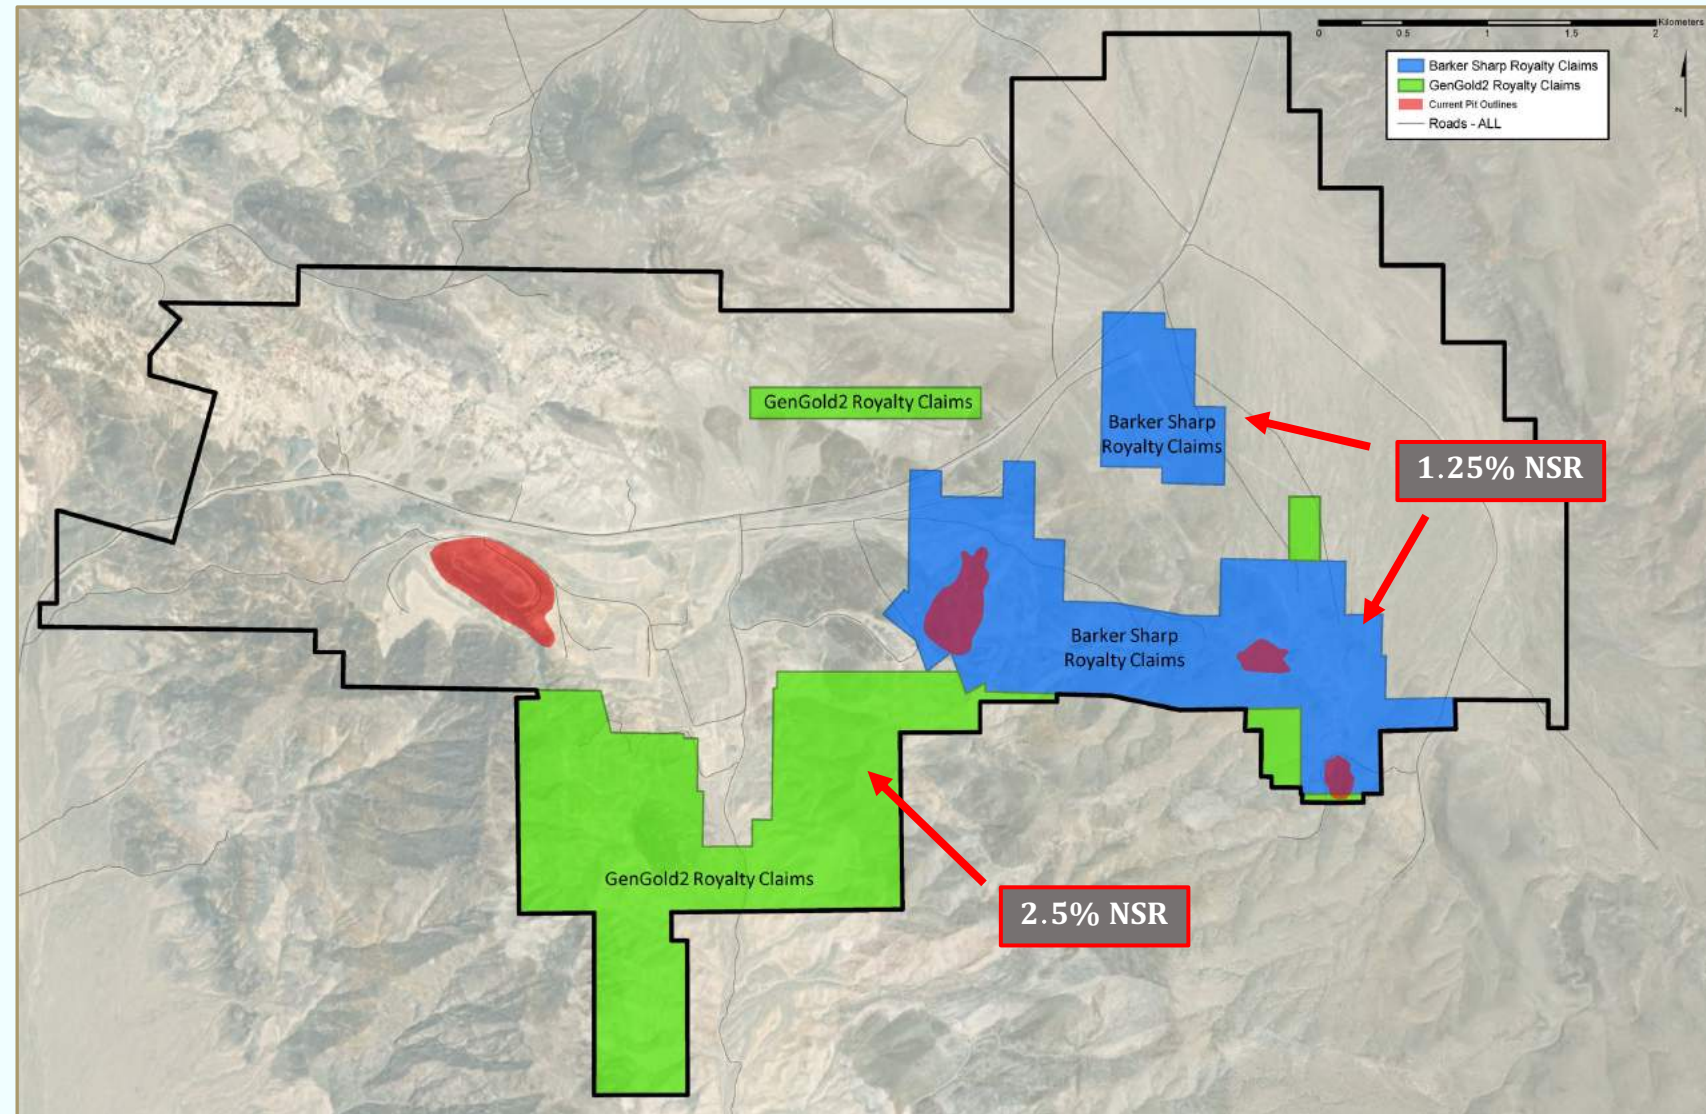 Kilometers
0 0.5 1 1.5 2
Barker Sharp Royalty Claims
GenGold2 Royalty Claims
Current Pit Outlines
Roads - ALL
N
GenGold2 Royalty Claims
Barker Sharp
Royalty Claims
1.25% NSR
Barker Sharp
Royalty Claims
GenGold2 Royalty Claims
2.5% NSR